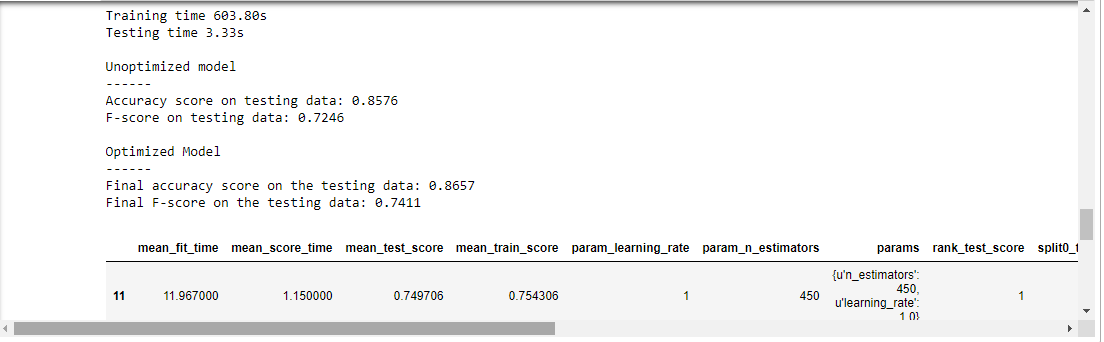 Training time 603.80s
Testing time 3.33s
Unoptimized model
------
Accuracy score on testing data: 0.8576
F-score on testing data: 0.7246
Optimized Model
------
Final accuracy score on the testing data: 0.8657
Final F-score on the testing data: 0.7411
mean_fit_time mean_score_time mean_test_score mean_train_score param_learning_rate param_n_estimators params rank_test_score split0_t
{u'n_estimators':
450,
11 11.967000 1.150000 0.749706 0.754306 1 450 u'learning_rate': 1
1.0}